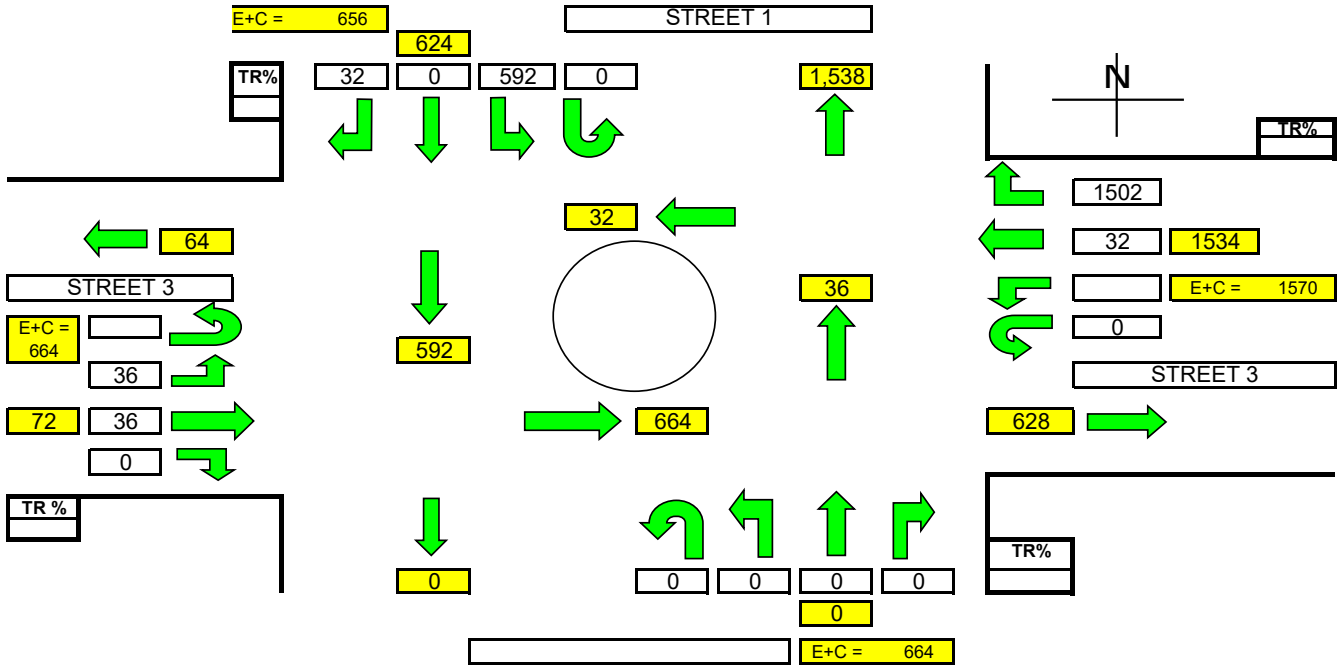 E+C = 656
STREET 1
624
TR%
32 0 592 0
1,538
N
TR%
1502
32
64
32 1534
STREET 3
36
E+C = 1570
E+C =
664
0
592
36
STREET 3
72 36
664
628
0
TR %
TR%
0
0 0 0 0
0
E+C = 664